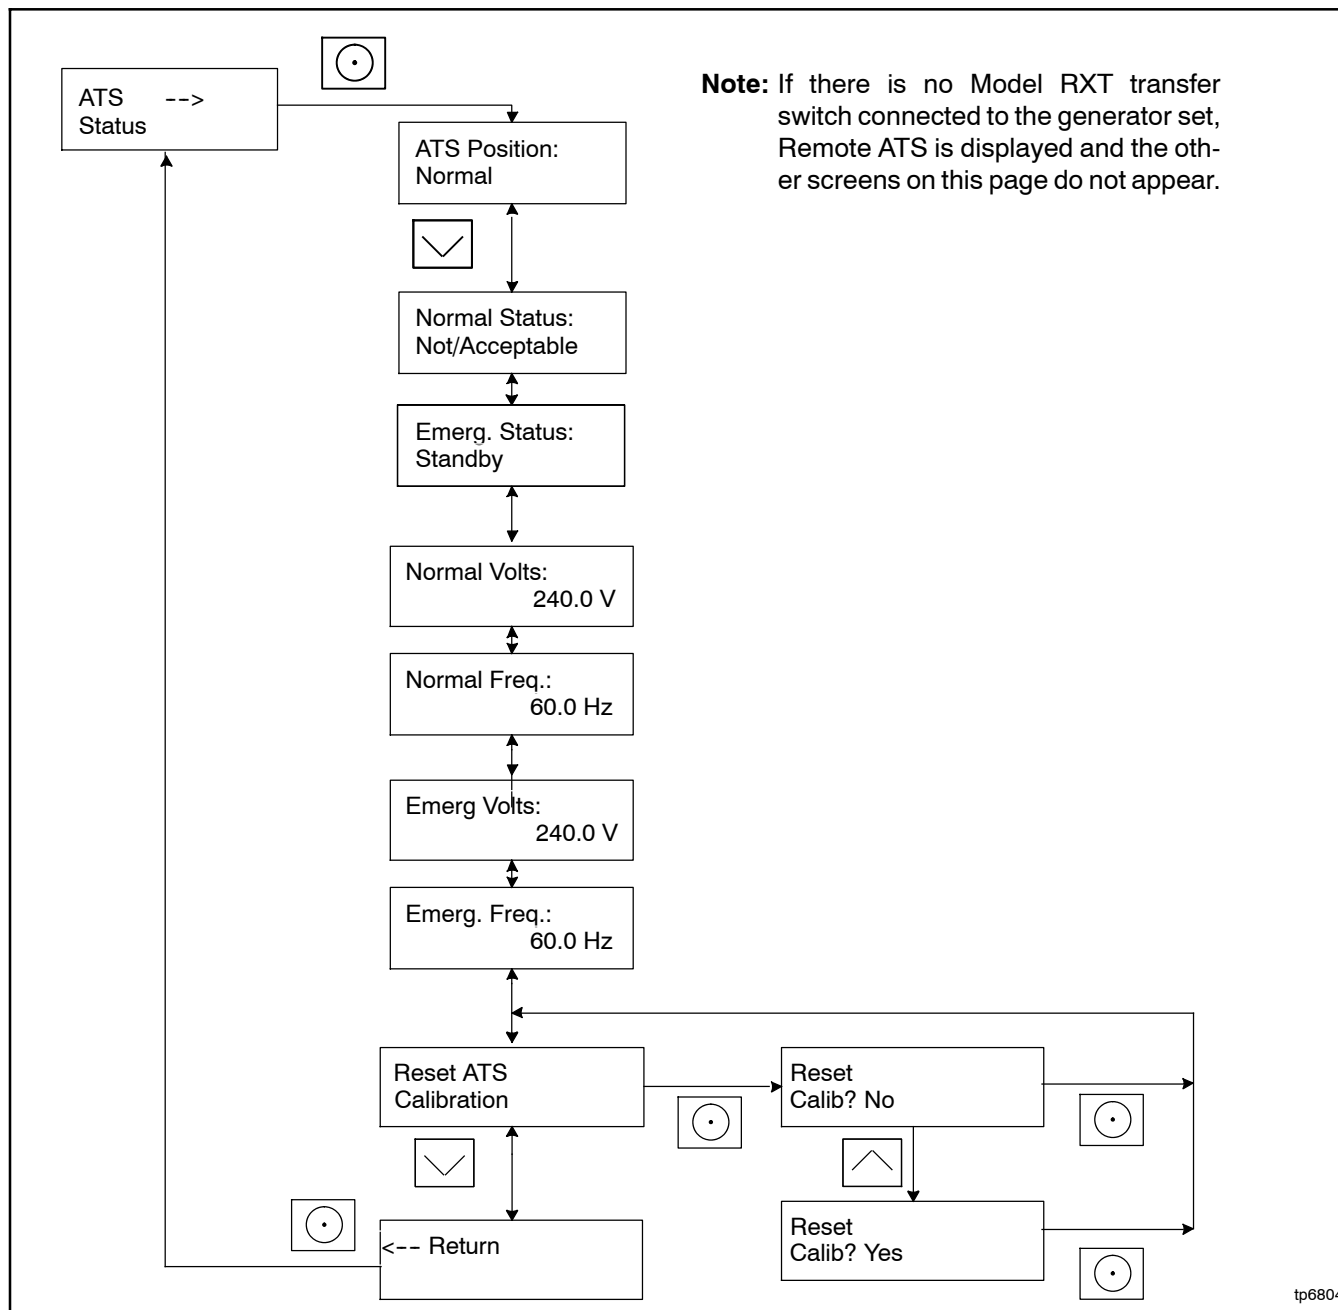 ATS -->
Status
Note: If there is no Model RXT transfer
switch connected to the generator set,
Remote ATS is displayed and the oth-
er screens on this page do not appear.
ATS Position:
Normal
Normal Status:
Not/Acceptable
Emerg. Status:
Standby
Normal Volts:
240.0 V
Normal Freq.:
60.0 Hz
Emerg Volts:
240.0 V
Emerg. Freq.:
60.0 Hz
Reset ATS
Calibration
Reset
Calib? No
<-- Return
Reset
Calib? Yes
tp6804